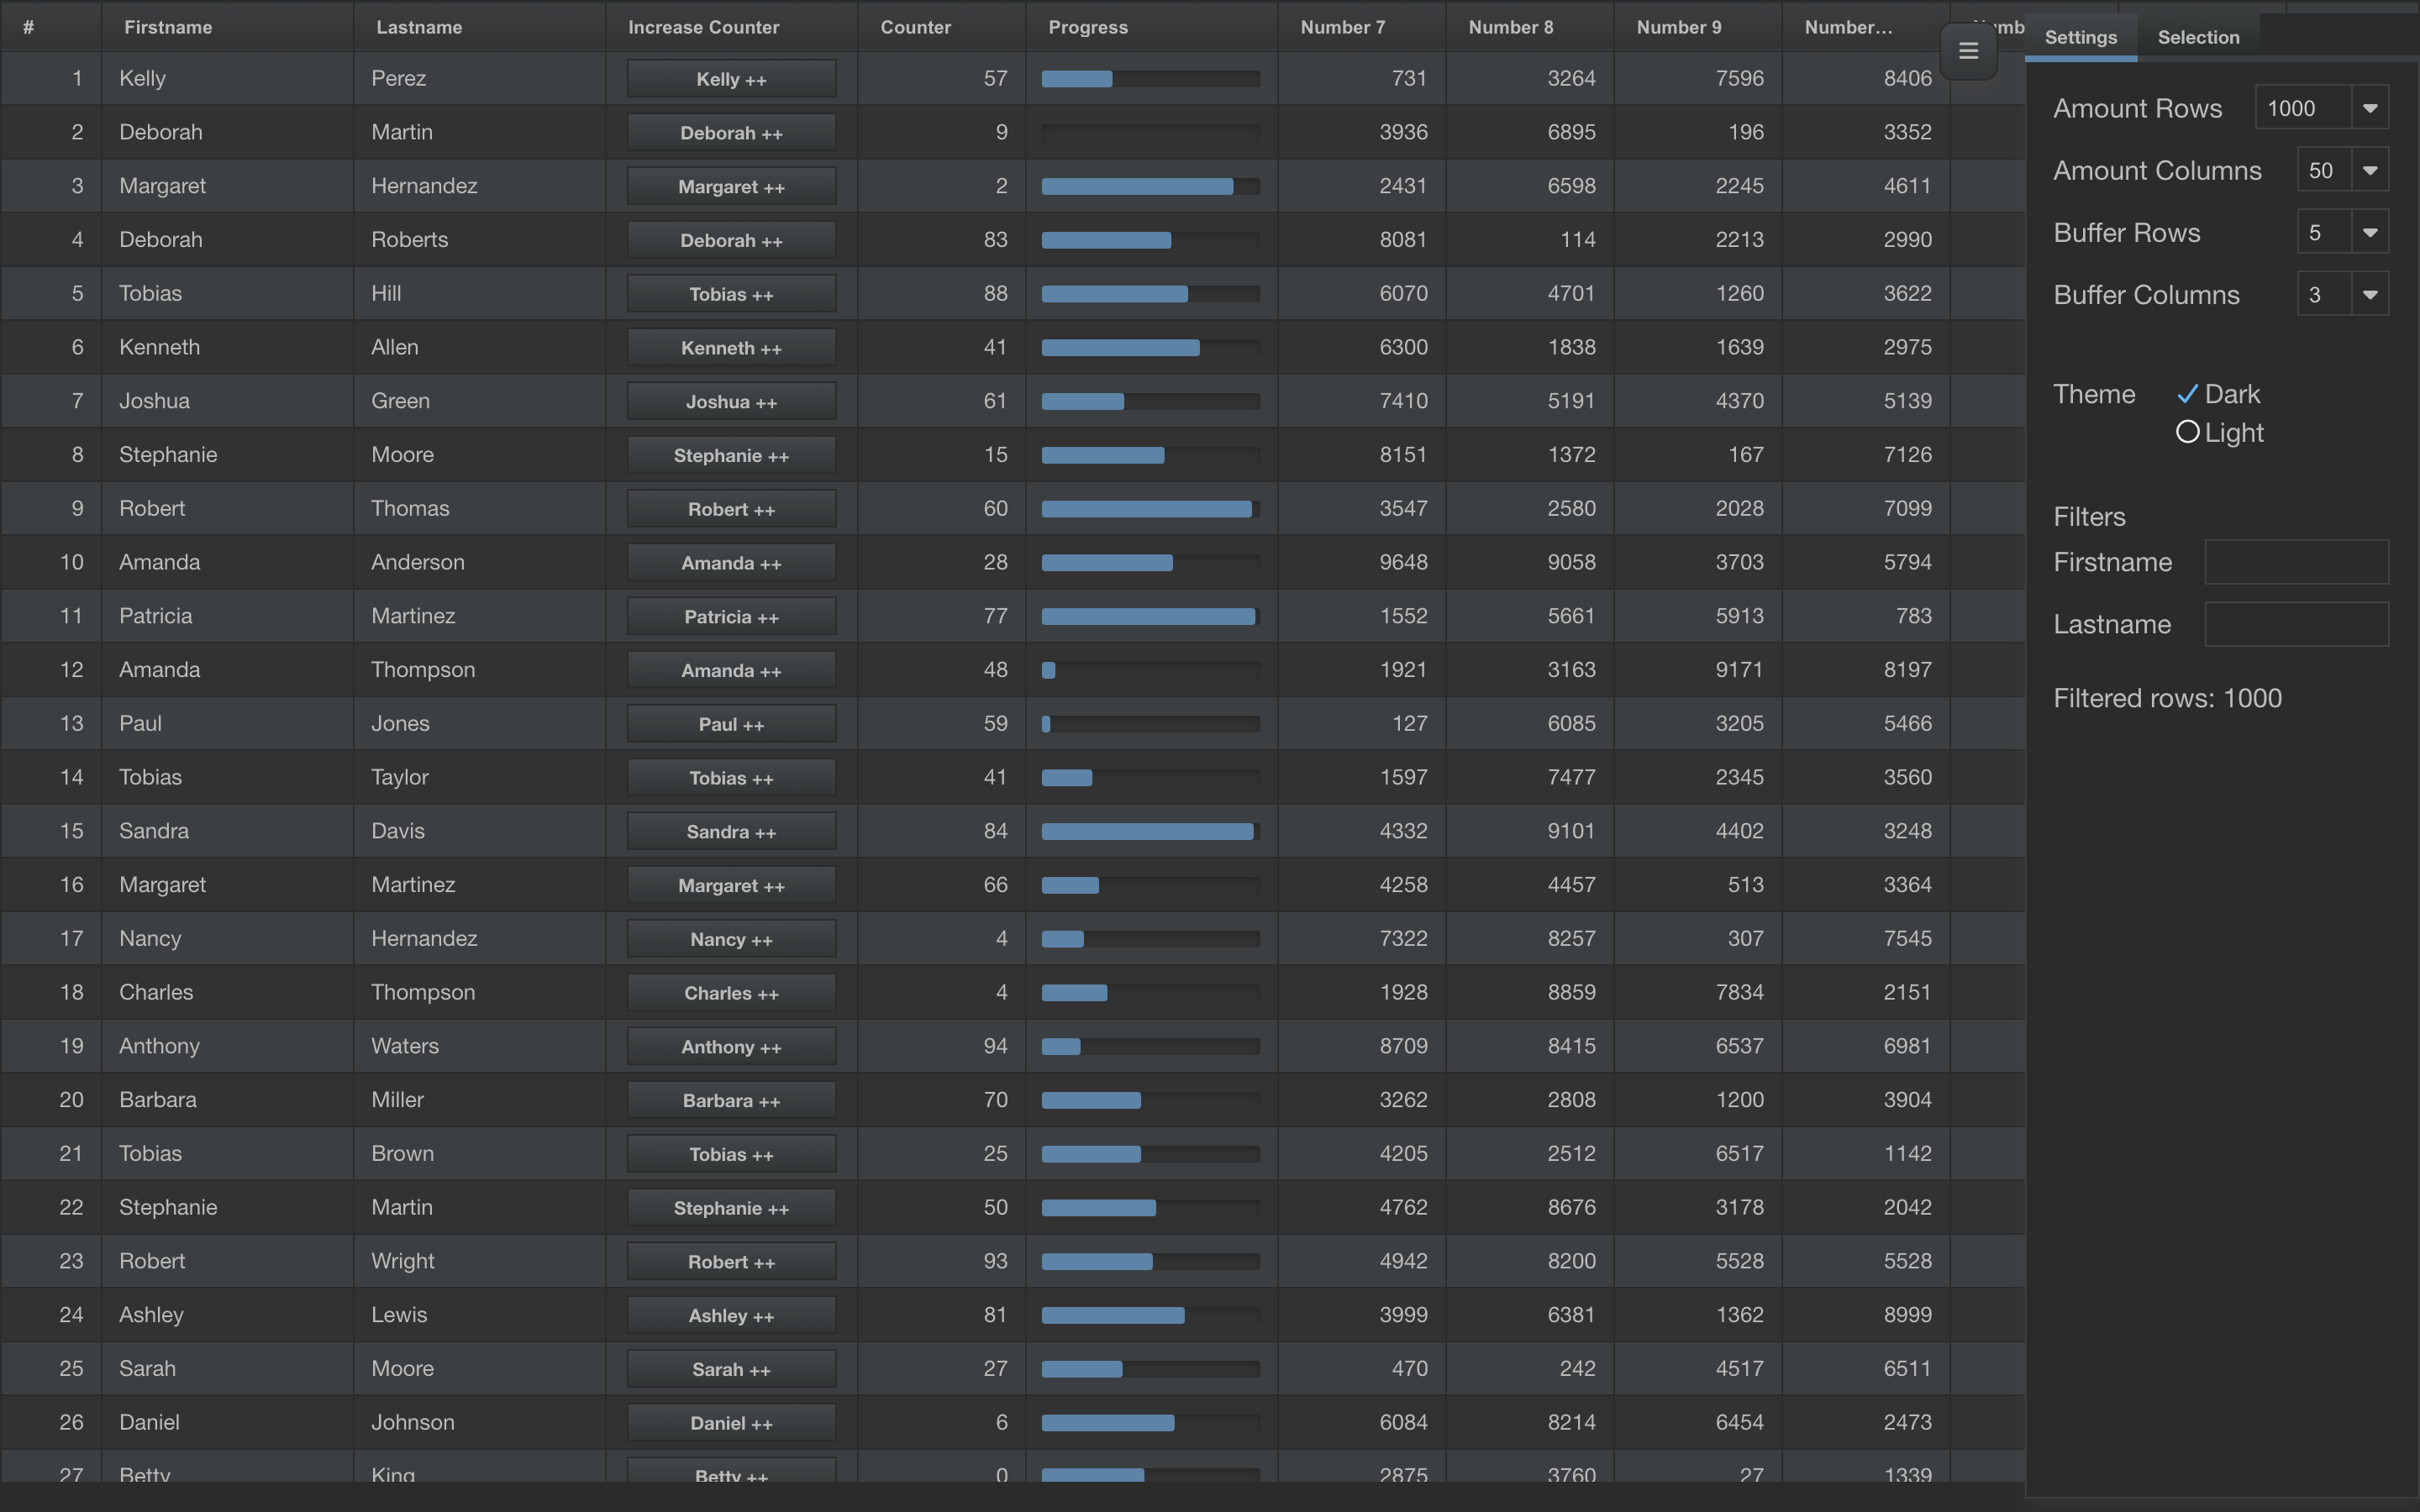 # Firstname Lastname Increase Counter Counter Progress Number 7 Number 8 Number 9 Number...
1 Kelly Perez Kelly ++ 57 731 3264 7596 8406
2 Deborah Martin Deborah ++ 9 3936 6895 196 3352
3 Margaret Hernandez Margaret ++ 2 2431 6598 2245 4611
4 Deborah Roberts Deborah ++ 83 8081 114 2213 2990
5 Tobias Hill Tobias ++ 88 6070 4701 1260 3622
6 Kenneth Allen Kenneth ++ 41 6300 1838 1639 2975
7 Joshua Green Joshua ++ 61 7410 5191 4370 5139
8 Stephanie Moore Stephanie ++ 15 8151 1372 167 7126
9 Robert Thomas Robert ++ 60 3547 2580 2028 7099
10 Amanda Anderson Amanda ++ 28 9648 9058 3703 5794
11 Patricia Martinez Patricia ++ 77 1552 5661 5913 783
12 Amanda Thompson Amanda ++ 48 1921 3163 9171 8197
13 Paul Jones Paul ++ 59 127 6085 3205 5466
14 Tobias Taylor Tobias ++ 41 1597 7477 2345 3560
15 Sandra Davis Sandra ++ 84 4332 9101 4402 3248
16 Margaret Martinez Margaret ++ 66 4258 4457 513 3364
17 Nancy Hernandez Nancy ++ 4 7322 8257 307 7545
18 Charles Thompson Charles ++ 4 1928 8859 7834 2151
19 Anthony Waters Anthony ++ 94 8709 8415 6537 6981
20 Barbara Miller Barbara ++ 70 3262 2808 1200 3904
21 Tobias Brown Tobias ++ 25 4205 2512 6517 1142
22 Stephanie Martin Stephanie ++ 50 4762 8676 3178 2042
23 Robert Wright Robert ++ 93 4942 8200 5528 5528
24 Ashley Lewis Ashley ++ 81 3999 6381 1362 8999
25 Sarah Moore Sarah ++ 27 470 242 4517 6511
26 Daniel Johnson Daniel ++ 6 6084 8214 6454 2473
27 Betty King Betty ++ 0 2875 3760 27 1339
Settings Selection
Amount Rows 1000
Amount Columns 50
Buffer Rows 5
Buffer Columns 3
Theme Dark
Light
Filters
Firstname
Lastname
Filtered rows: 1000